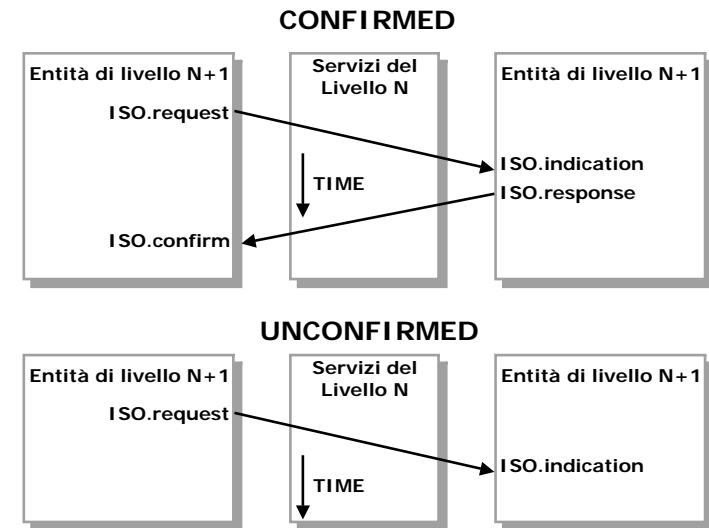 CONFIRMED
Entità di livello N+1
Servizi del
Livello N
Entità di livello N+1
ISO.request
ISO.indication
TIME
ISO.response
ISO.confirm
UNCONFIRMED
Entità di livello N+1
Servizi del
Livello N
Entità di livello N+1
ISO.request
ISO.indication
TIME